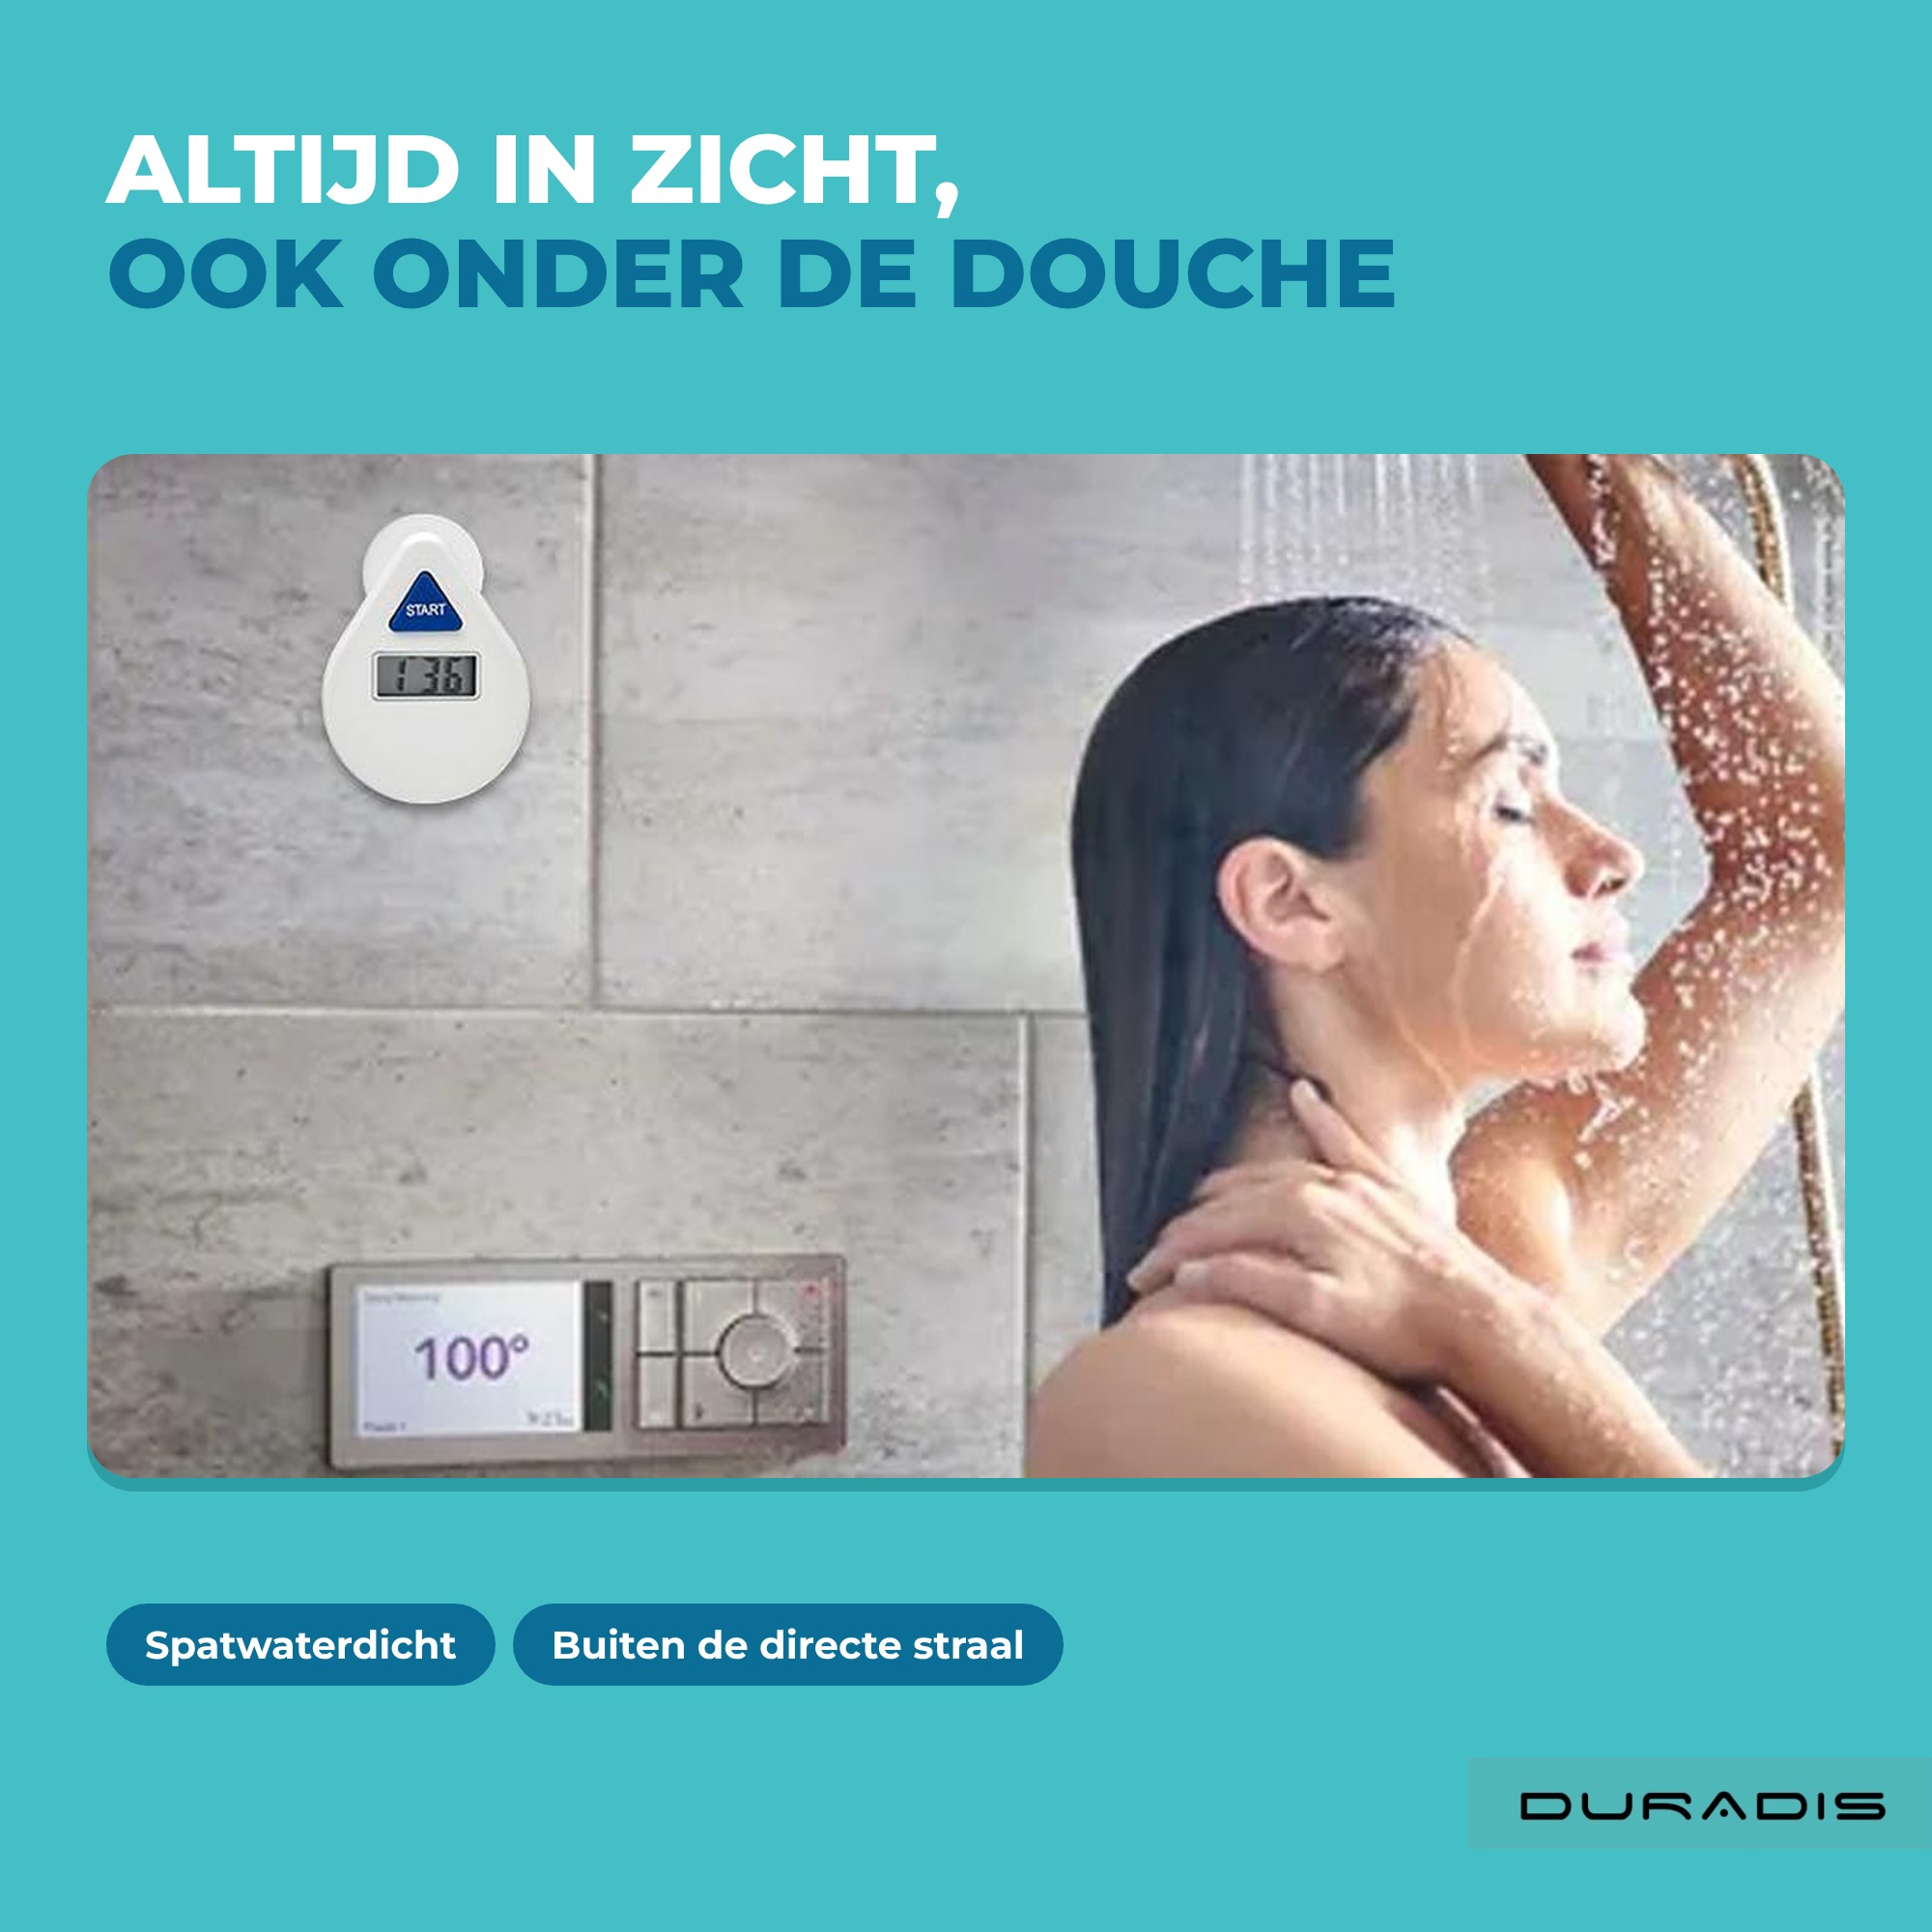 ALTIJD IN ZICHT,
OOK ONDER DE DOUCHE
START
1 36
100°
Spatwaterdicht
Buiten de directe straal
DURADIS